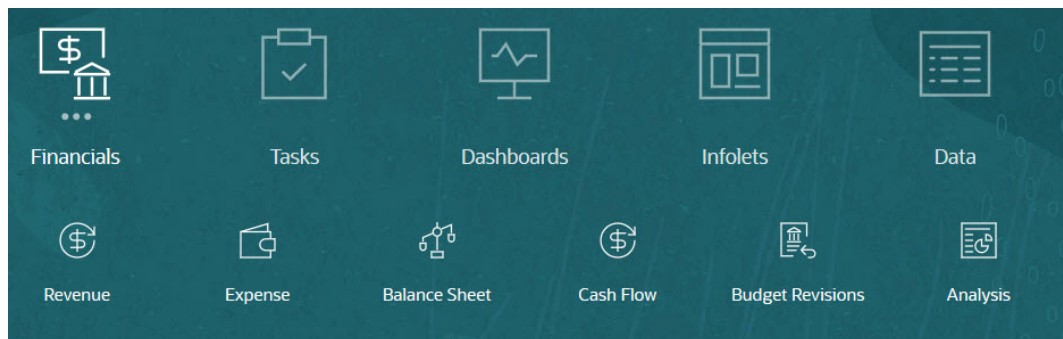 Financials Tasks Dashboards Infolets Data
Revenue Expense Balance Sheet Cash Flow Budget Revisions Analysis